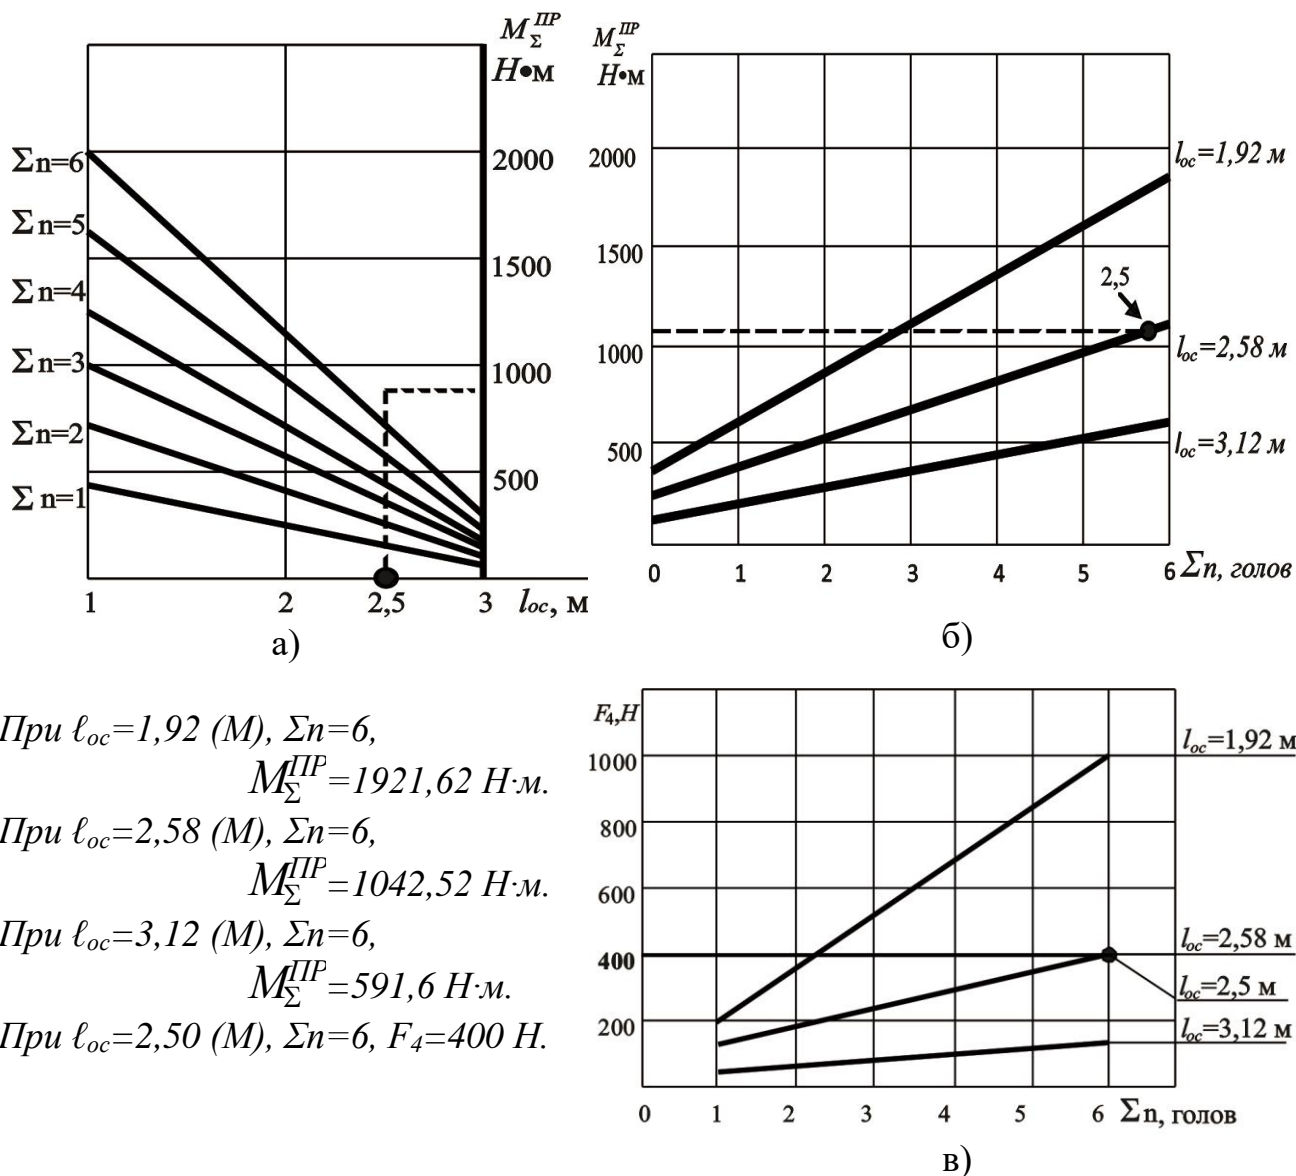 M_Σ^ПР
Н•м
Σn=6
2000
Σn=5
1500
Σn=4
Σn=3
1000
Σn=2
500
Σ n=1
1
2
2,5
3
l_ос, м
а)
M_Σ^ПР
Н•м
2000
1500
1000
500
l_ос=1,92 м
2,5
l_ос=2,58 м
l_ос=3,12 м
0 1 2 3 4 5 6 Σn, голов
б)
При ℓ_ос=1,92 (М), Σn=6,
M_Σ^ПР=1921,62 Н·м.
При ℓ_ос=2,58 (М), Σn=6,
M_Σ^ПР=1042,52 Н·м.
При ℓ_ос=3,12 (М), Σn=6,
M_Σ^ПР=591,6 Н·м.
При ℓ_ос=2,50 (М), Σn=6, F₄=400 Н.
F₄,Н
1000
800
600
400
200
l_ос=1,92 м
l_ос=2,58 м
l_ос=2,5 м
l_ос=3,12 м
0 1 2 3 4 5 6 Σn, голов
в)